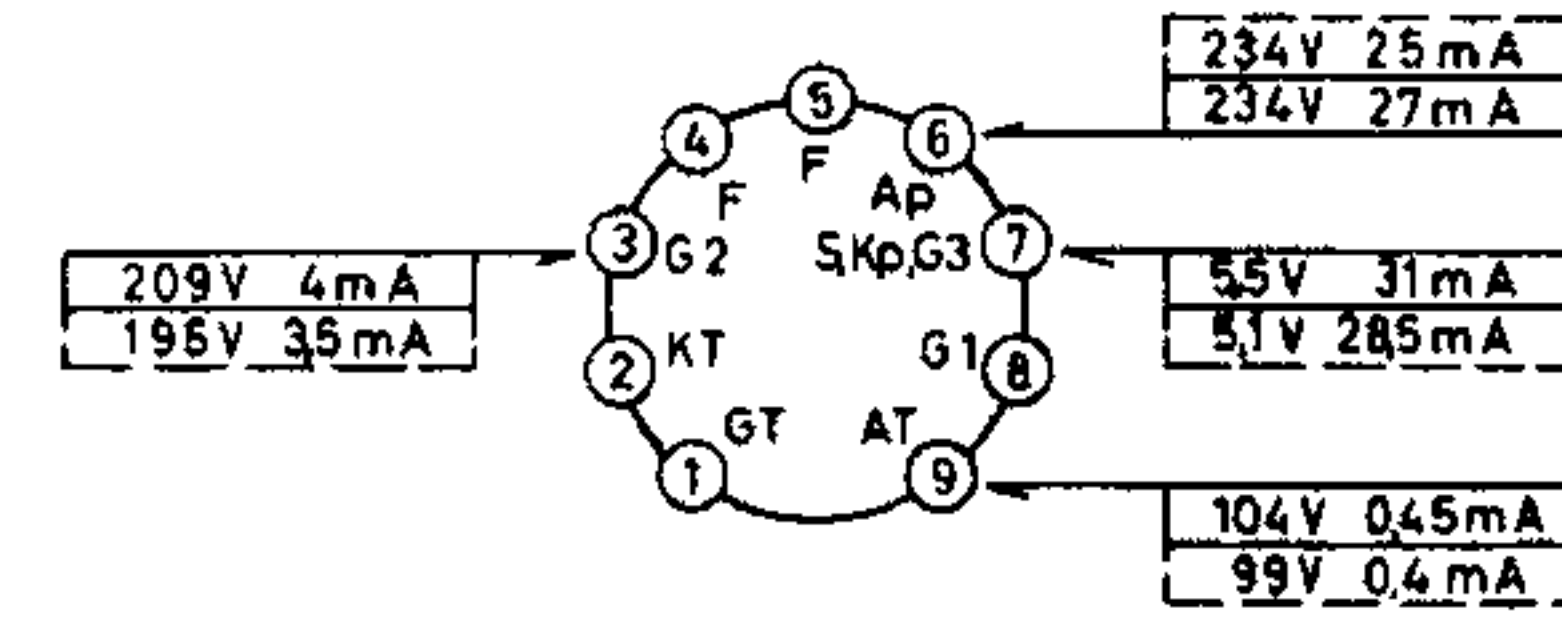 234V 25mA
234V 27mA
5
4
6
F
F
Ap
3
G2
S,Kp,G3
7
209V 4mA
195V 3,5mA
5,5V 31mA
5,1V 28,5mA
2
KT
G1
8
GT
AT
1
9
104V 0,45mA
99V 0,4mA